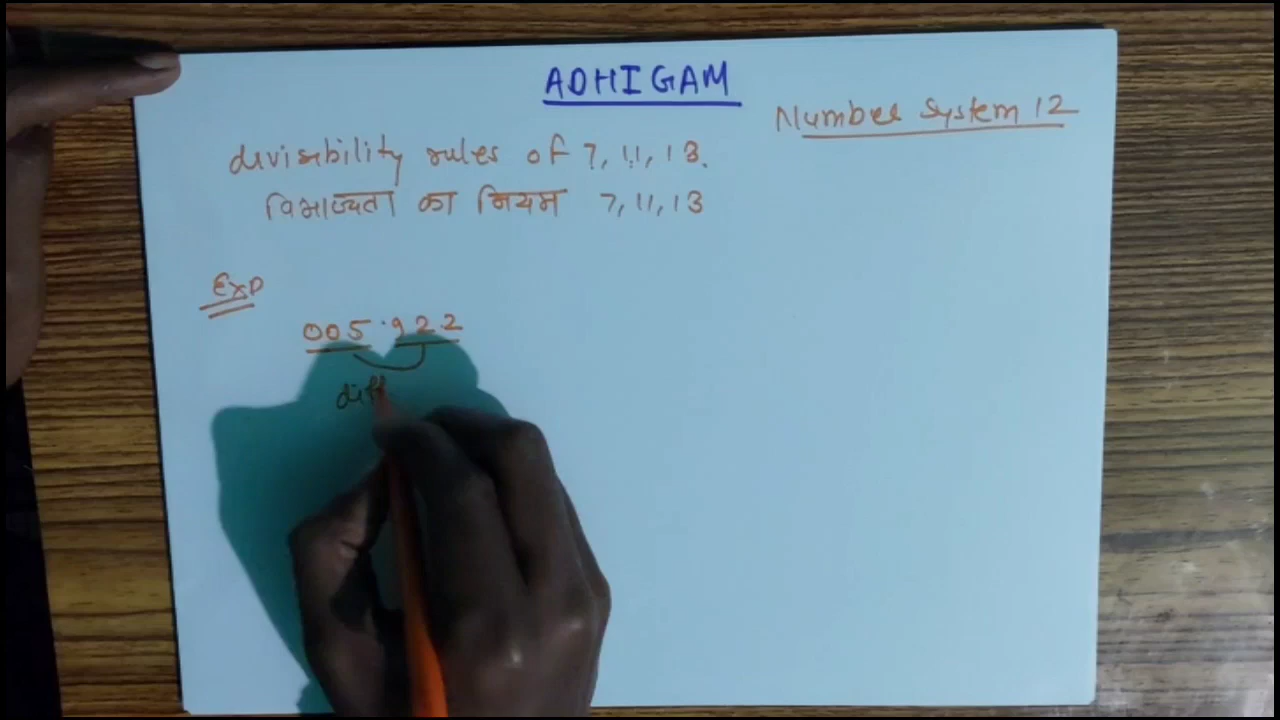 ADHIGAM
Number System 12
divisibility rules of 7, 11, 13.
विभाज्यता का नियम 7, 11, 13
Exp
005.922
diff